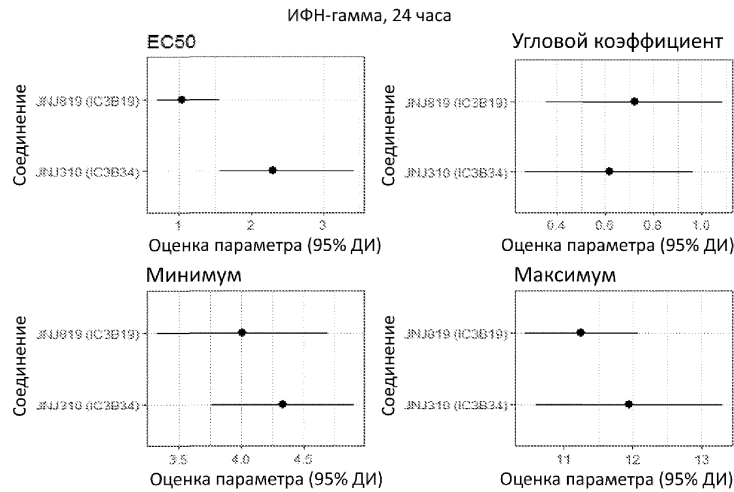 ИФН-гамма, 24 часа
EC50
Соединение
JNJ819 (IC3B19)
JNJ310 (IC3B34)
1 2 3
Оценка параметра (95% ДИ)
Угловой коэффициент
Соединение
JNJ819 (IC3B19)
JNJ310 (IC3B34)
0.4 0.6 0.8 1.0
Оценка параметра (95% ДИ)
Минимум
Соединение
JNJ819 (IC3B19)
JNJ310 (IC3B34)
3.5 4.0 4.5
Оценка параметра (95% ДИ)
Максимум
Соединение
JNJ819 (IC3B19)
JNJ310 (IC3B34)
11 12 13
Оценка параметра (95% ДИ)